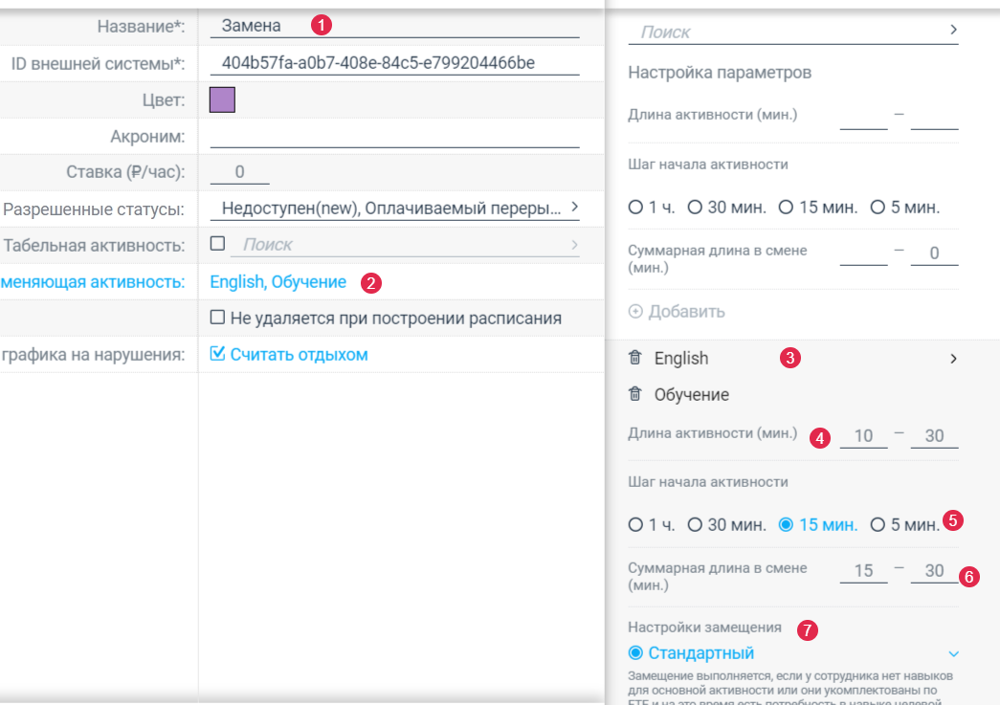 Название*: Замена 1
ID внешней системы*: 404b57fa-a0b7-408e-84c5-e799204466be
Цвет:
Акроним:
Ставка (₽/час): 0
Разрешенные статусы: Недоступен(new), Оплачиваемый переры...
Табельная активность: Поиск
меняющая активность: English, Обучение 2
Не удаляется при построении расписания
графика на нарушения: Считать отдыхом
Поиск
Настройка параметров
Длина активности (мин.) –
Шаг начала активности
1 ч. 30 мин. 15 мин. 5 мин.
Суммарная длина в смене – 0
(мин.)
Добавить
English 3
Обучение
Длина активности (мин.) 4 10 – 30
Шаг начала активности
1 ч. 30 мин. 15 мин. 5 мин. 5
Суммарная длина в смене 15 – 30 6
(мин.)
Настройки замещения 7
Стандартный
Замещение выполняется, если у сотрудника нет навыков
для основной активности или они укомплектованы по
FTE и на это время есть потребность в навыке целевой